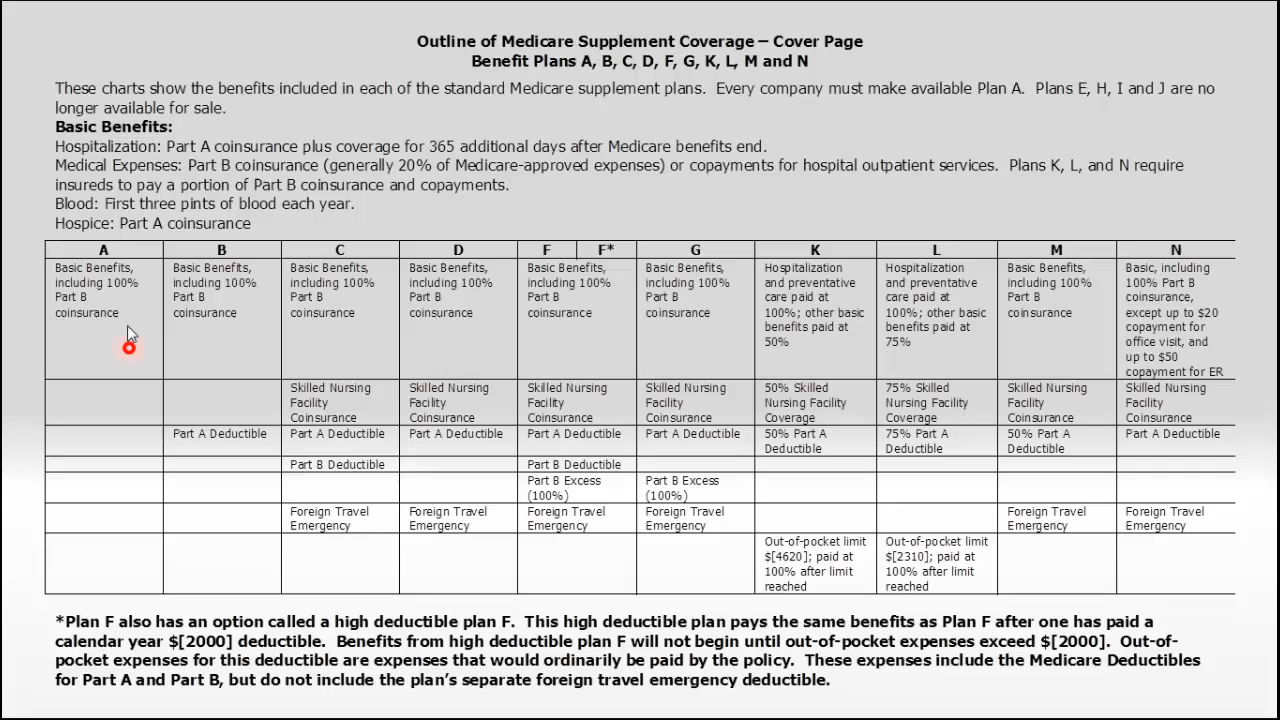 Outline of Medicare Supplement Coverage – Cover Page
Benefit Plans A, B, C, D, F, G, K, L, M and N
These charts show the benefits included in each of the standard Medicare supplement plans.  Every company must make available Plan A.  Plans E, H, I and J are no
longer available for sale.
Basic Benefits:
Hospitalization: Part A coinsurance plus coverage for 365 additional days after Medicare benefits end.
Medical Expenses: Part B coinsurance (generally 20% of Medicare-approved expenses) or copayments for hospital outpatient services.  Plans K, L, and N require
insureds to pay a portion of Part B coinsurance and copayments.
Blood: First three pints of blood each year.
Hospice: Part A coinsurance
A B C D F F* G K L M N
Basic Benefits, Basic Benefits, Basic Benefits, Basic Benefits, Basic Benefits, Basic Benefits, Hospitalization Hospitalization Basic Benefits, Basic, including
including 100% including 100% including 100% including 100% including 100% including 100% and preventative and preventative including 100% 100% Part B
Part B Part B Part B Part B Part B Part B care paid at care paid at Part B coinsurance,
coinsurance coinsurance coinsurance coinsurance coinsurance coinsurance 100%; other basic 100%; other basic coinsurance except up to $20
benefits paid at benefits paid at copayment for
50% 75% office visit, and
up to $50
copayment for ER
Skilled Nursing Skilled Nursing Skilled Nursing Skilled Nursing 50% Skilled 75% Skilled Skilled Nursing Skilled Nursing
Facility Facility Facility Facility Nursing Facility Nursing Facility Facility Facility
Coinsurance Coinsurance Coinsurance Coinsurance Coverage Coverage Coinsurance Coinsurance
Part A Deductible Part A Deductible Part A Deductible Part A Deductible Part A Deductible 50% Part A 75% Part A 50% Part A Part A Deductible
Deductible Deductible Deductible
Part B Deductible Part B Deductible
Part B Excess Part B Excess
(100%) (100%)
Foreign Travel Foreign Travel Foreign Travel Foreign Travel Foreign Travel Foreign Travel
Emergency Emergency Emergency Emergency Emergency Emergency
Out-of-pocket limit Out-of-pocket limit
$[4620]; paid at $[2310]; paid at
100% after limit 100% after limit
reached reached
*Plan F also has an option called a high deductible plan F.  This high deductible plan pays the same benefits as Plan F after one has paid a
calendar year $[2000] deductible.  Benefits from high deductible plan F will not begin until out-of-pocket expenses exceed $[2000].  Out-of-
pocket expenses for this deductible are expenses that would ordinarily be paid by the policy.  These expenses include the Medicare Deductibles
for Part A and Part B, but do not include the plan's separate foreign travel emergency deductible.